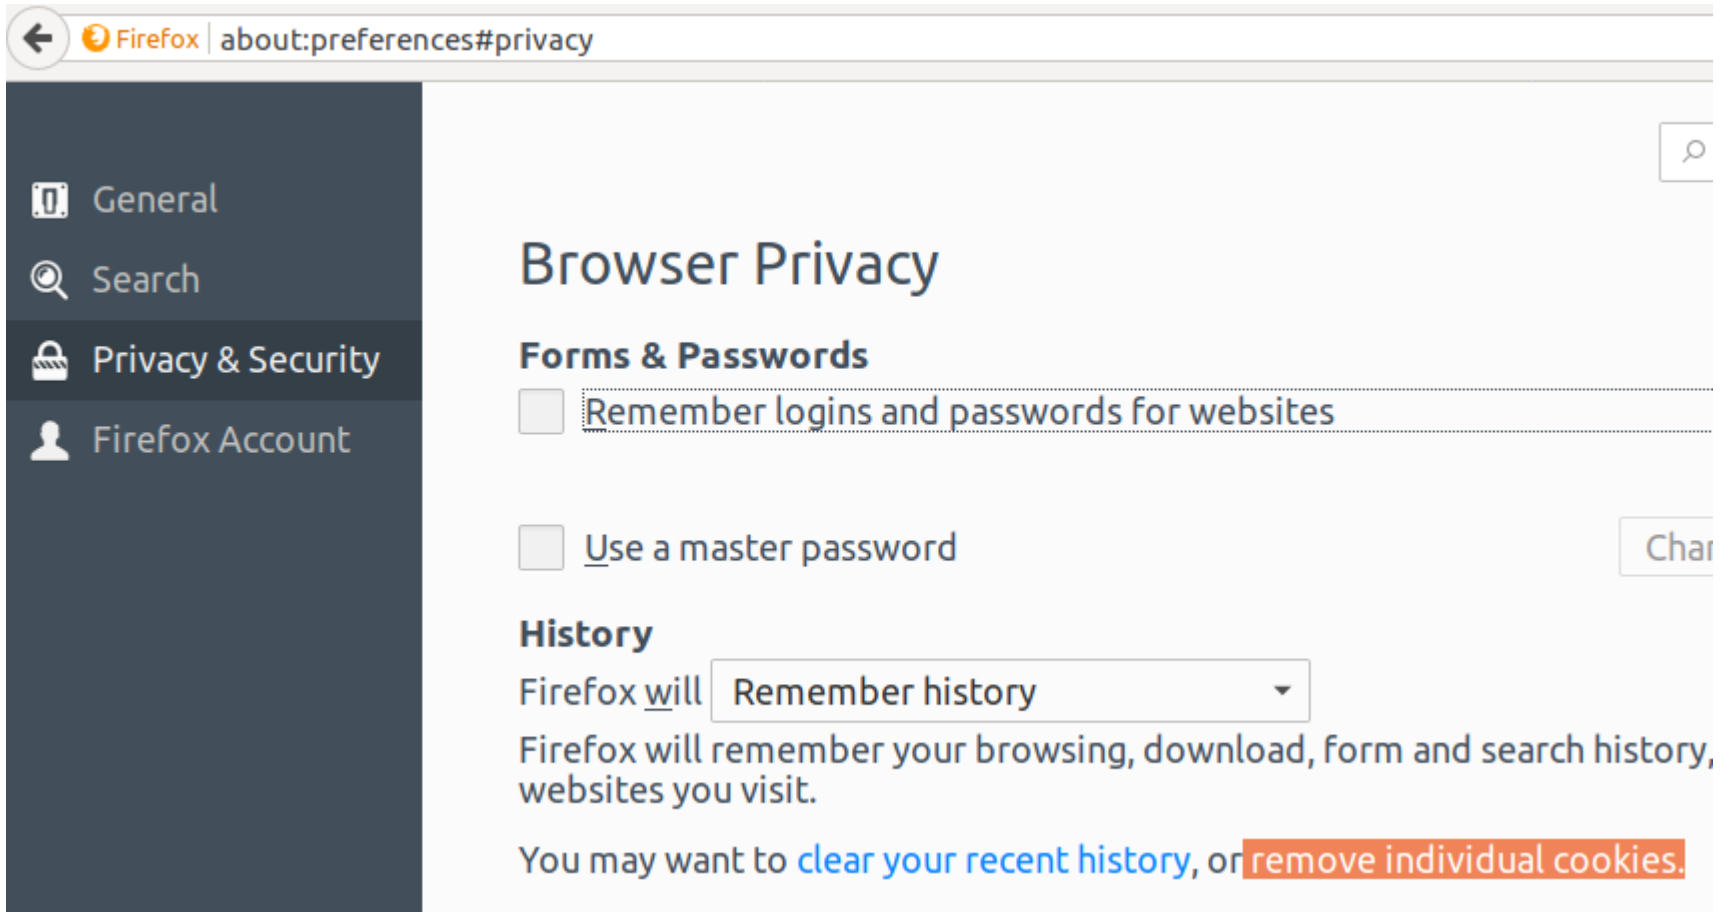 Firefox about:preferences#privacy
General
Search
Privacy & Security
Firefox Account
Browser Privacy
Forms & Passwords
Remember logins and passwords for websites
Use a master password
History
Firefox will Remember history
Firefox will remember your browsing, download, form and search history,
websites you visit.
You may want to clear your recent history, or remove individual cookies.